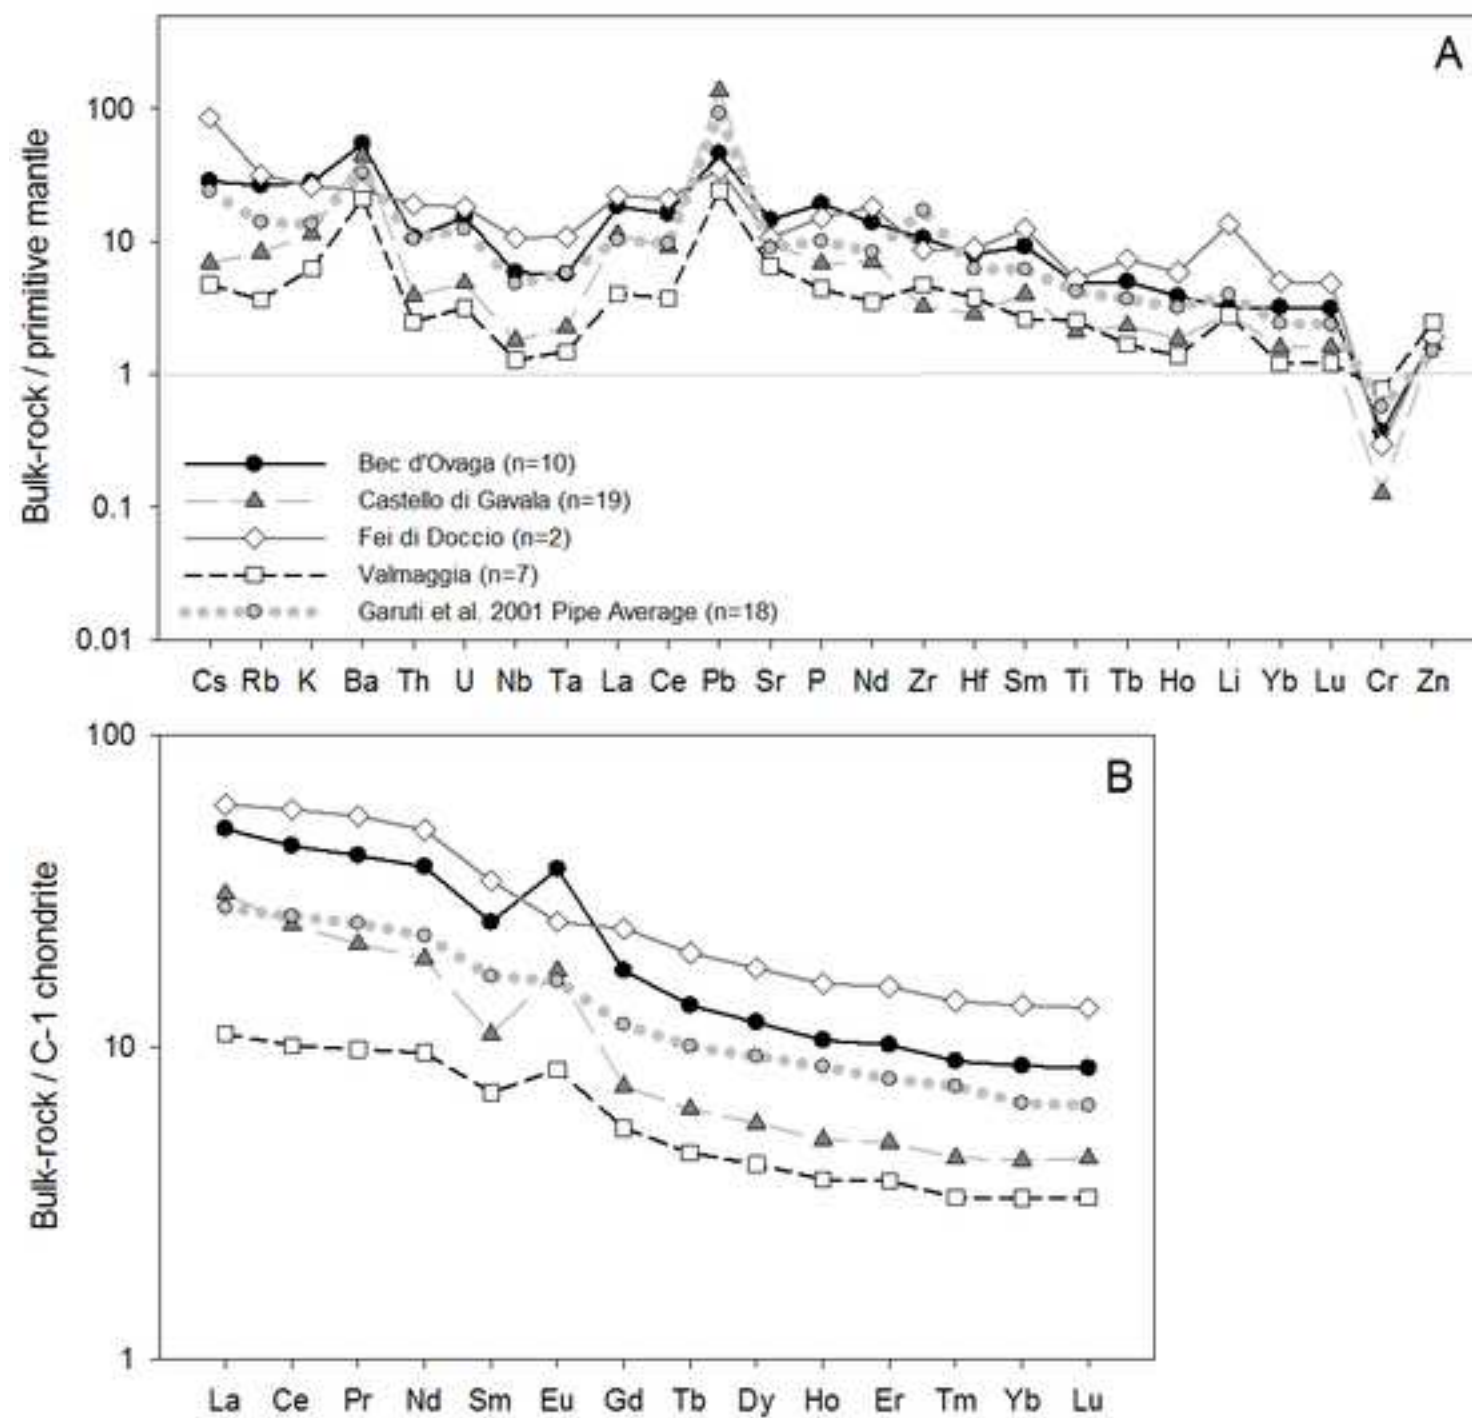 A
Bulk-rock / primitive mantle
100
10
1
0.1
0.01
Bec d'Ovaga (n=10)
Castello di Gavala (n=19)
Fei di Doccio (n=2)
Valmaggia (n=7)
Garuti et al. 2001 Pipe Average (n=18)
Cs Rb K Ba Th U Nb Ta La Ce Pb Sr P Nd Zr Hf Sm Ti Tb Ho Li Yb Lu Cr Zn
B
Bulk-rock / C-1 chondrite
100
10
1
La Ce Pr Nd Sm Eu Gd Tb Dy Ho Er Tm Yb Lu